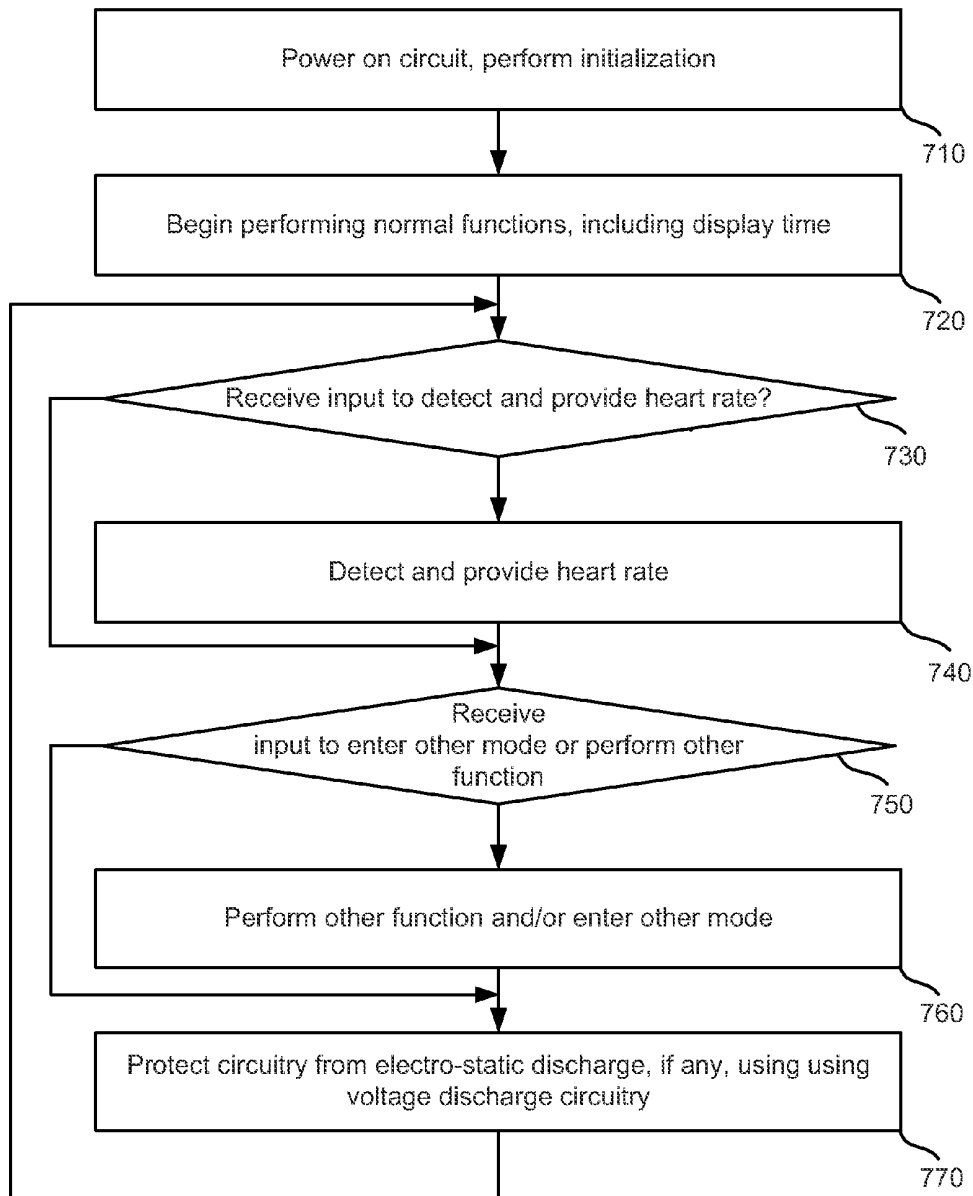 Power on circuit, perform initialization
710
Begin performing normal functions, including display time
720
Receive input to detect and provide heart rate?
730
Detect and provide heart rate
740
Receive
input to enter other mode or perform other
function
750
Perform other function and/or enter other mode
760
Protect circuitry from electro-static discharge, if any, using using
voltage discharge circuitry
770